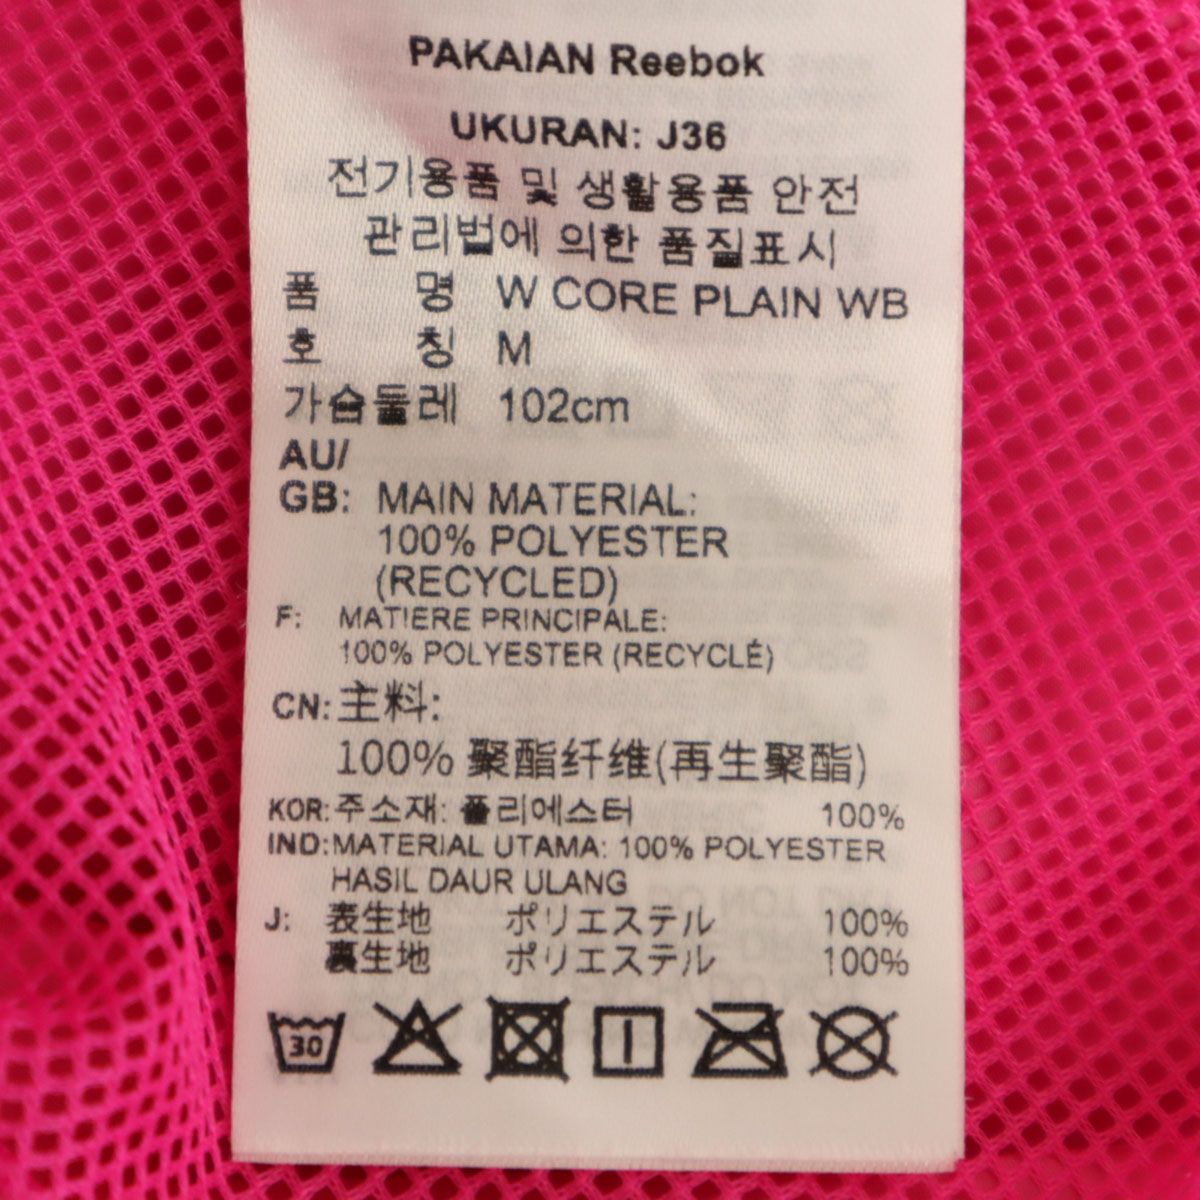 PAKAIAN Reebok
UKURAN: J36
전기용품 및 생활용품 안전
관리법에 의한 품질표시
품 명 W CORE PLAIN WB
호 칭 M
가슴둘레 102cm
AU/
GB: MAIN MATERIAL:
100% POLYESTER
(RECYCLED)
F: MATIERE PRINCIPALE:
100% POLYESTER (RECYCLÉ)
CN: 主料:
100% 聚酯纤维(再生聚酯)
KOR: 주소재: 폴리에스터 100%
IND: MATERIAL UTAMA: 100% POLYESTER
HASIL DAUR ULANG
J: 表生地 ポリエステル 100%
裏生地 ポリエステル 100%
30